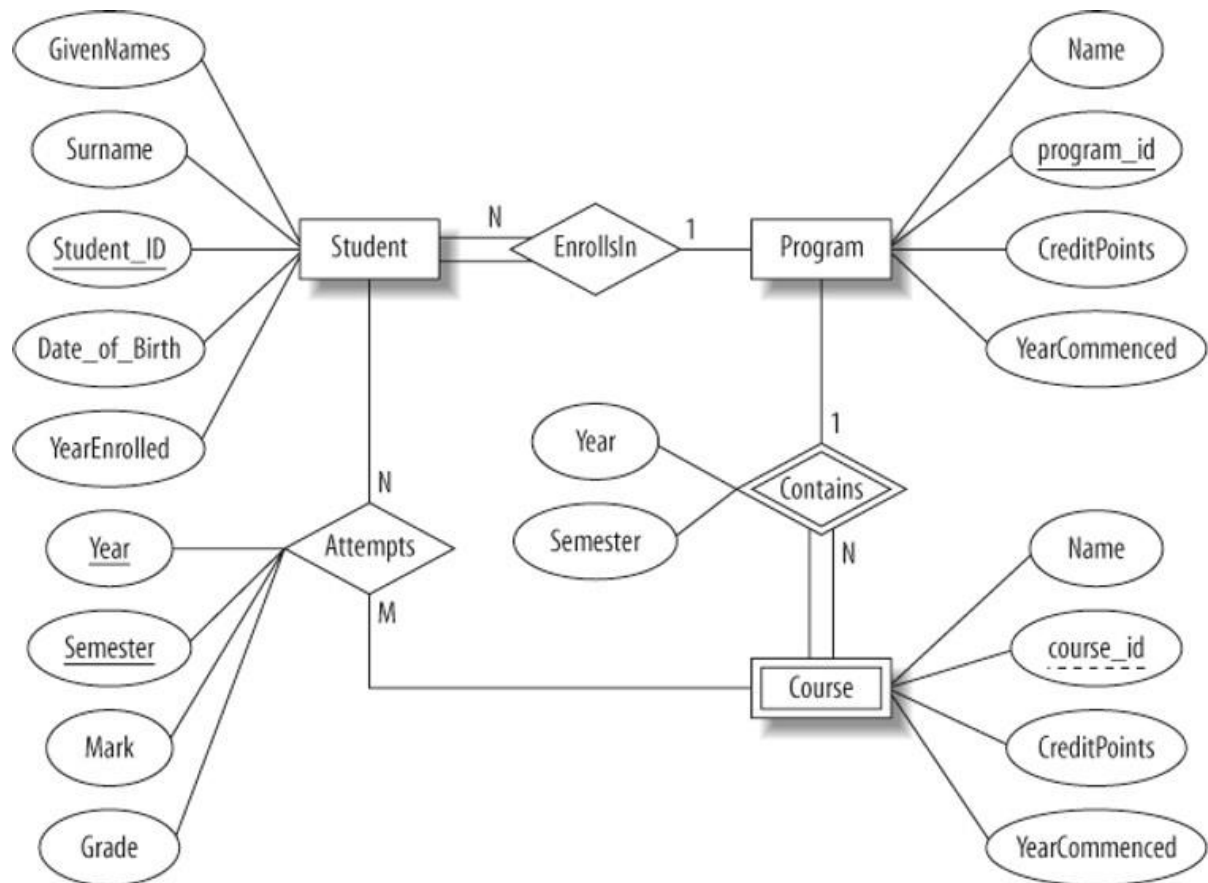 GivenNames
Surname
Student_ID
Date_of_Birth
YearEnrolled
Student
N
EnrollsIn
1
Program
Name
program_id
CreditPoints
YearCommenced
Year
Semester
1
Contains
N
N
Attempts
M
Year
Semester
Mark
Grade
Course
Name
course_id
CreditPoints
YearCommenced